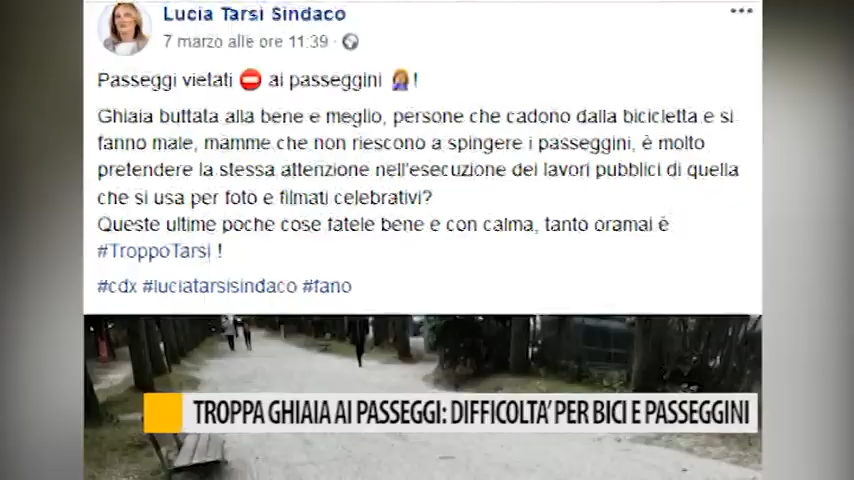 Lucia Tarsi Sindaco
7 marzo alle ore 11:39 ·
Passeggi vietati ⛔ ai passeggini 🤦🏼‍♀️!
Ghiaia buttata alla bene e meglio, persone che cadono dalla bicicletta e si
fanno male, mamme che non riescono a spingere i passeggini, è molto
pretendere la stessa attenzione nell'esecuzione dei lavori pubblici di quella
che si usa per foto e filmati celebrativi?
Queste ultime poche cose fatele bene e con calma, tanto oramai è
#TroppoTarsi !
#cdx #luciatarsisindaco #fano
TROPPA GHIAIA AI PASSEGGI: DIFFICOLTA' PER BICI E PASSEGGINI